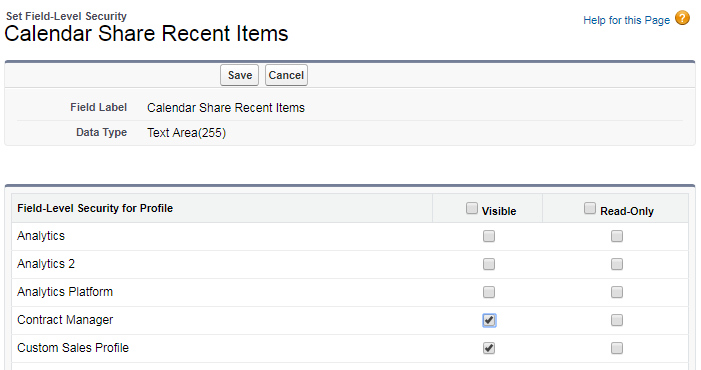 Set Field-Level Security
Help for this Page ?
Calendar Share Recent Items
Save Cancel
Field Label Calendar Share Recent Items
Data Type Text Area(255)
Field-Level Security for Profile Visible Read-Only
Analytics
Analytics 2
Analytics Platform
Contract Manager
Custom Sales Profile